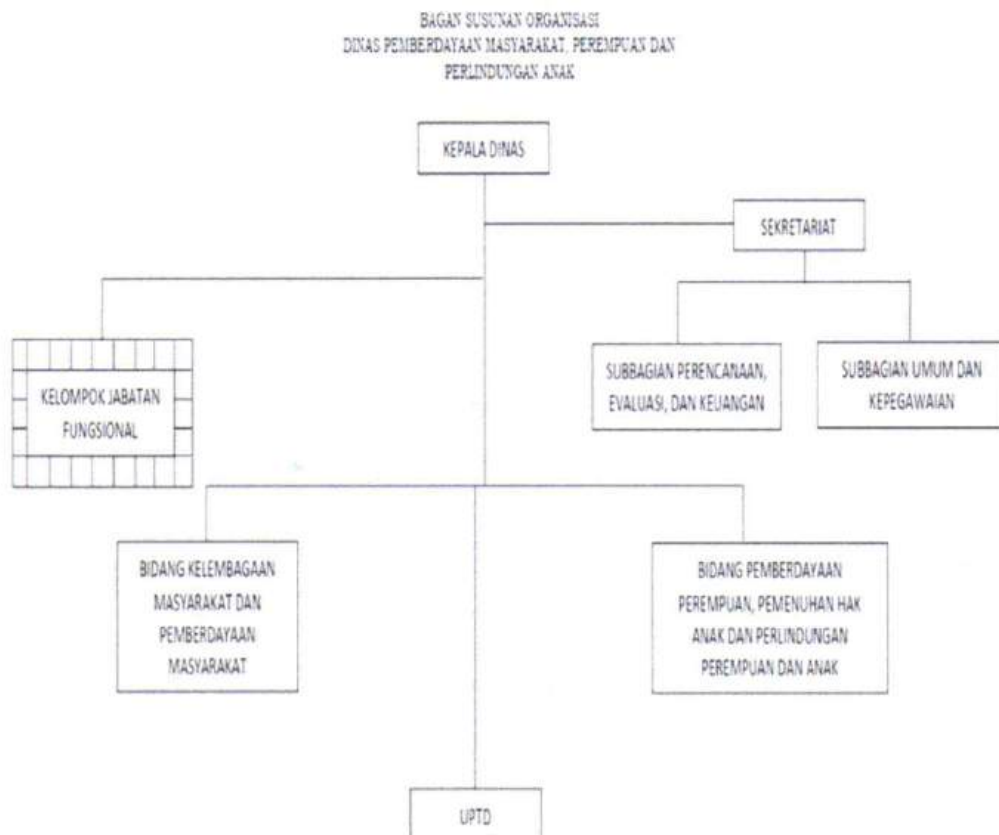 BAGAN SUSUNAN ORGANISASI
DINAS PEMBERDAYAAN MASYARAKAT, PEREMPUAN DAN
PERLINDUNGAN ANAK
KEPALA DINAS
SEKRETARIAT
SUBBAGIAN PERENCANAAN,
EVALUASI, DAN KEUANGAN
SUBBAGIAN UMUM DAN
KEPEGAWAIAN
KELOMPOK JABATAN
FUNGSIONAL
BIDANG KELEMBAGAAN
MASYARAKAT DAN
PEMBERDAYAAN
MASYARAKAT
BIDANG PEMBERDAYAAN
PEREMPUAN, PEMENUHAN HAK
ANAK DAN PERLINDUNGAN
PEREMPUAN DAN ANAK
UPTD